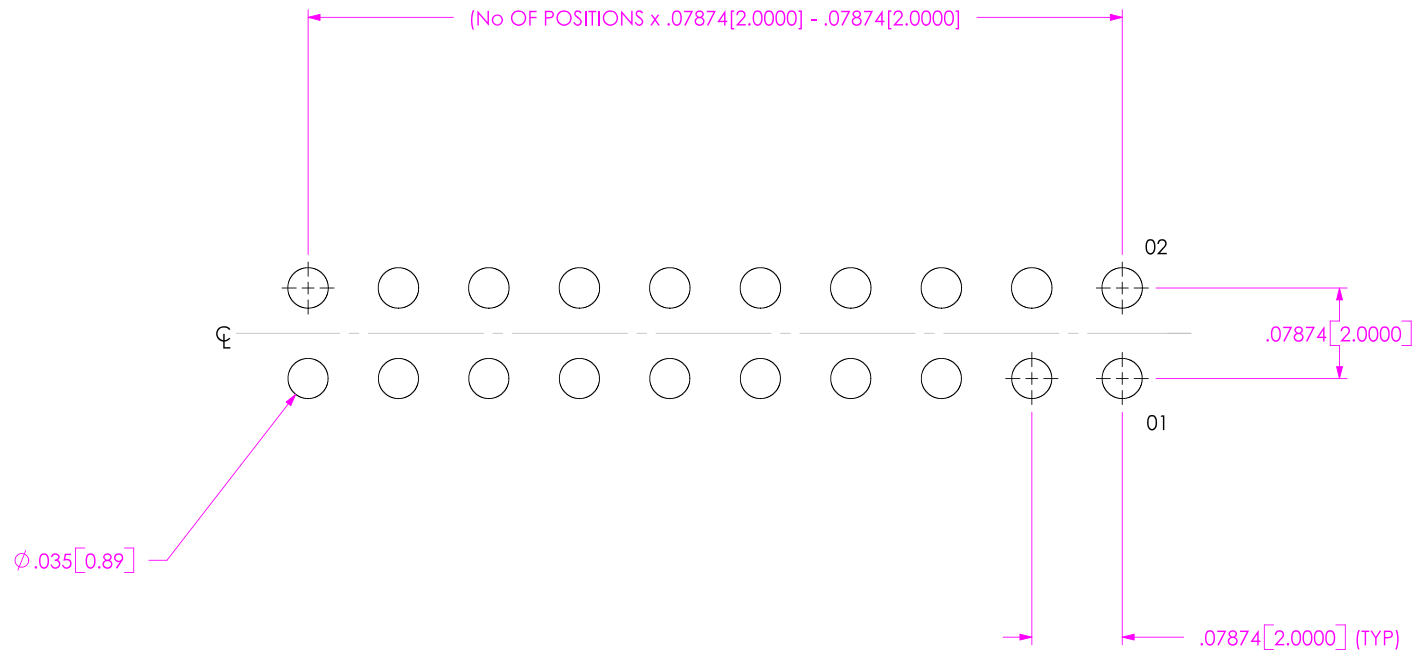 (No OF POSITIONS x .07874[2.0000] - .07874[2.0000]
02
℄
.07874[2.0000]
01
⌀.035[0.89]
.07874[2.0000] (TYP)